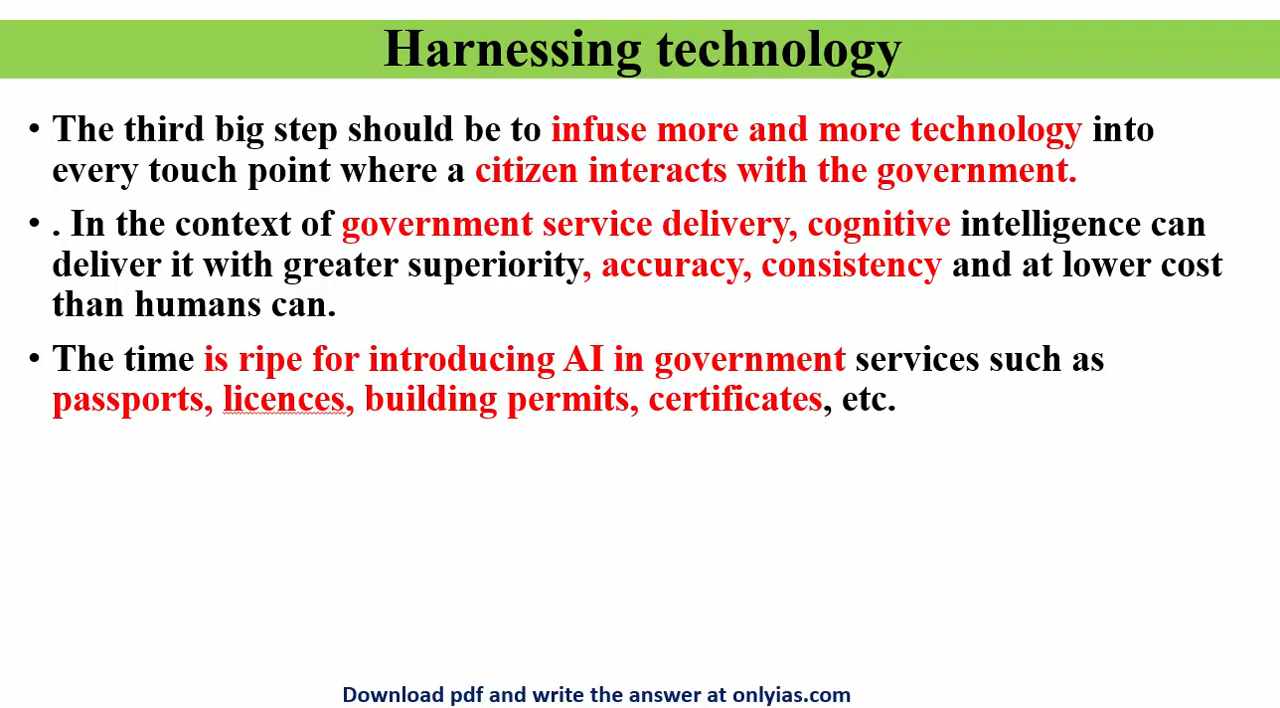 Harnessing technology
• The third big step should be to infuse more and more technology into
every touch point where a citizen interacts with the government.
• . In the context of government service delivery, cognitive intelligence can
deliver it with greater superiority, accuracy, consistency and at lower cost
than humans can.
• The time is ripe for introducing AI in government services such as
passports, licences, building permits, certificates, etc.
Download pdf and write the answer at onlyias.com